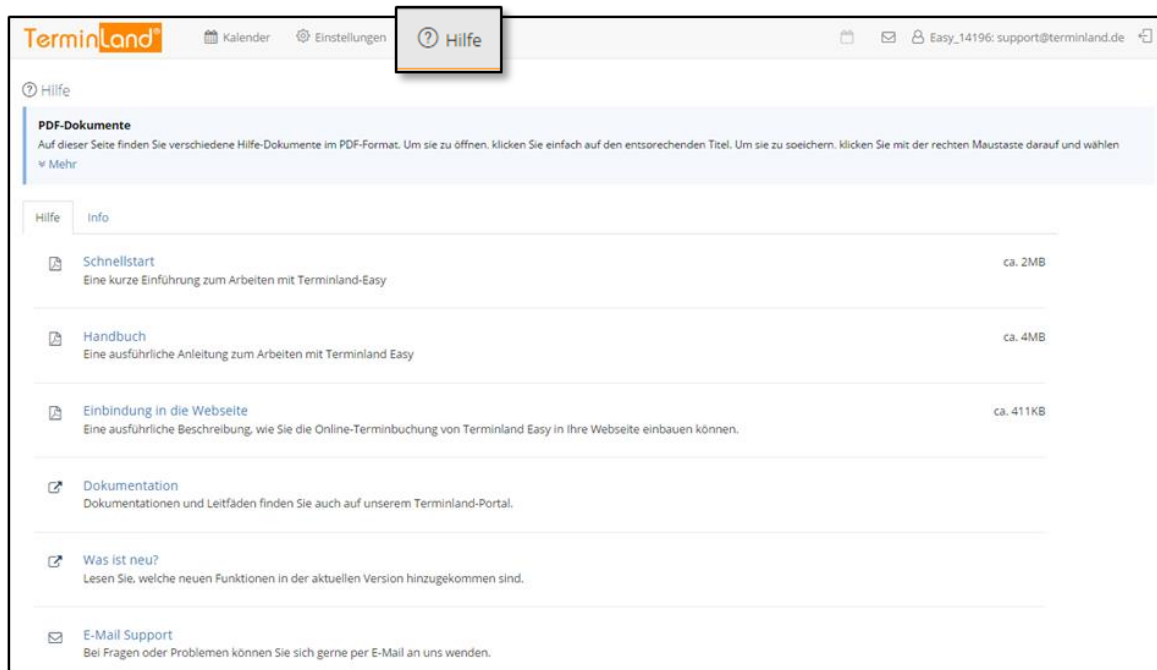 Terminland®
Kalender
Einstellungen
Hilfe
Easy_14196: support@terminland.de
Hilfe
PDF-Dokumente
Auf dieser Seite finden Sie verschiedene Hilfe-Dokumente im PDF-Format. Um sie zu öffnen. klicken Sie einfach auf den entsorechenden Titel. Um sie zu soeichern. klicken Sie mit der rechten Maustaste darauf und wählen
Mehr
Hilfe
Info
Schnellstart
ca. 2MB
Eine kurze Einführung zum Arbeiten mit Terminland-Easy
Handbuch
ca. 4MB
Eine ausführliche Anleitung zum Arbeiten mit Terminland Easy
Einbindung in die Webseite
ca. 411KB
Eine ausführliche Beschreibung, wie Sie die Online-Terminbuchung von Terminland Easy in Ihre Webseite einbauen können.
Dokumentation
Dokumentationen und Leitfäden finden Sie auch auf unserem Terminland-Portal.
Was ist neu?
Lesen Sie, welche neuen Funktionen in der aktuellen Version hinzugekommen sind.
E-Mail Support
Bei Fragen oder Problemen können Sie sich gerne per E-Mail an uns wenden.